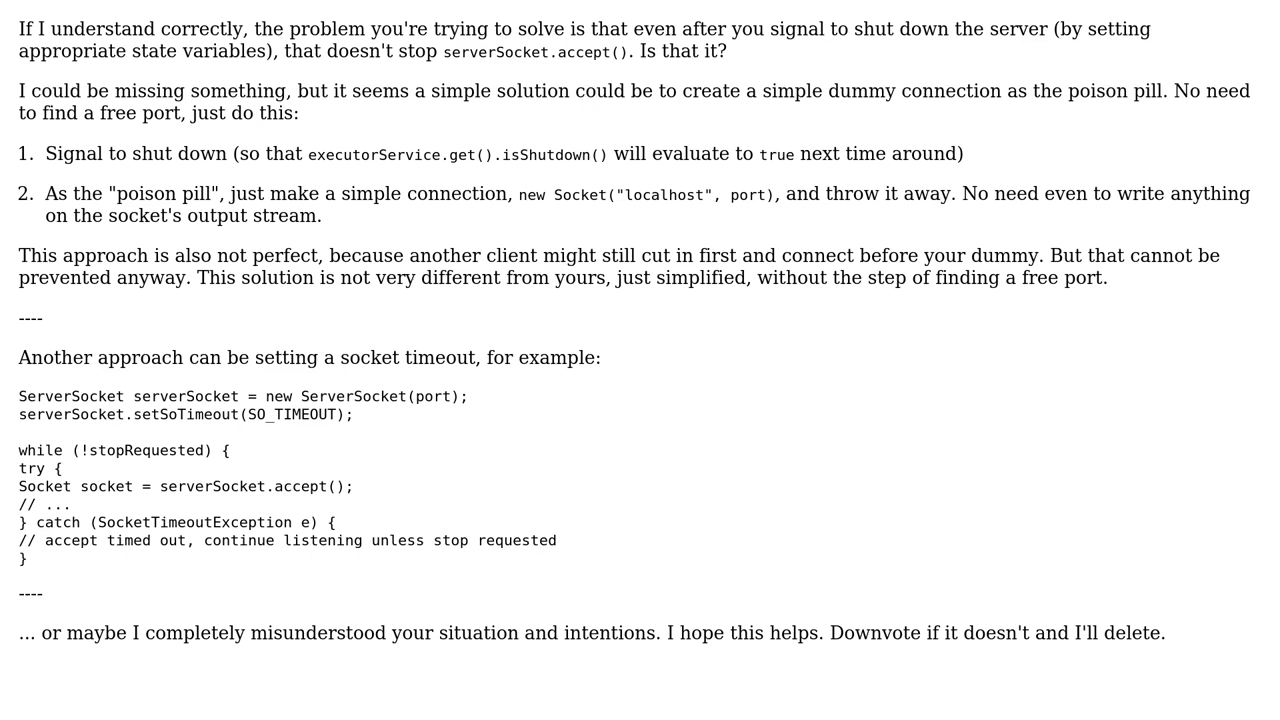 If I understand correctly, the problem you're trying to solve is that even after you signal to shut down the server (by setting
appropriate state variables), that doesn't stop serverSocket.accept(). Is that it?
I could be missing something, but it seems a simple solution could be to create a simple dummy connection as the poison pill. No need
to find a free port, just do this:
1. Signal to shut down (so that executorService.get().isShutdown() will evaluate to true next time around)
2. As the "poison pill", just make a simple connection, new Socket("localhost", port), and throw it away. No need even to write anything
on the socket's output stream.
This approach is also not perfect, because another client might still cut in first and connect before your dummy. But that cannot be
prevented anyway. This solution is not very different from yours, just simplified, without the step of finding a free port.
----
Another approach can be setting a socket timeout, for example:
ServerSocket serverSocket = new ServerSocket(port);
serverSocket.setSoTimeout(SO_TIMEOUT);
while (!stopRequested) {
try {
Socket socket = serverSocket.accept();
// ...
} catch (SocketTimeoutException e) {
// accept timed out, continue listening unless stop requested
}
----
... or maybe I completely misunderstood your situation and intentions. I hope this helps. Downvote if it doesn't and I'll delete.